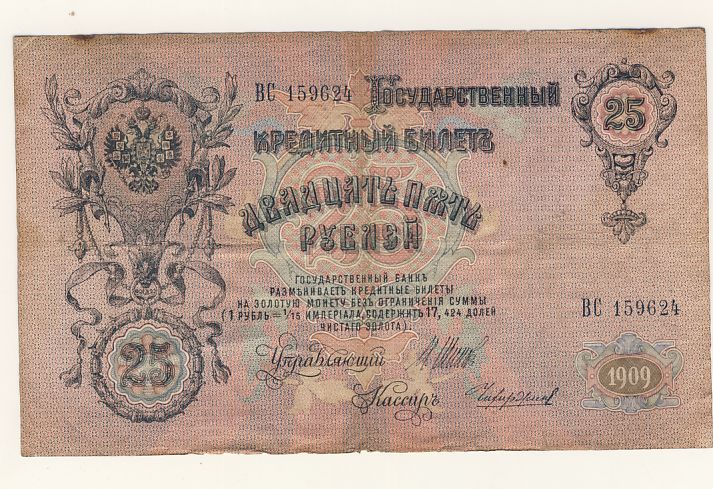 ВС 159624 Государственный 25
Кредитный Билетъ
Двадцать пять
рублей
ГОСУДАРСТВЕННЫЙ БАНКЪ
РАЗМѢНИВАЕТЪ КРЕДИТНЫЕ БИЛЕТЫ
НА ЗОЛОТУЮ МОНЕТУ БЕЗЪ ОГРАНИЧЕНІЯ СУММЫ
(1 РУБЛЬ = 1/15 ИМПЕРІАЛА, СОДЕРЖИТЪ 17,424 ДОЛЕЙ
ЧИСТАГО ЗОЛОТА).
ВС 159624
25
Управляющій
Кассиръ
1909